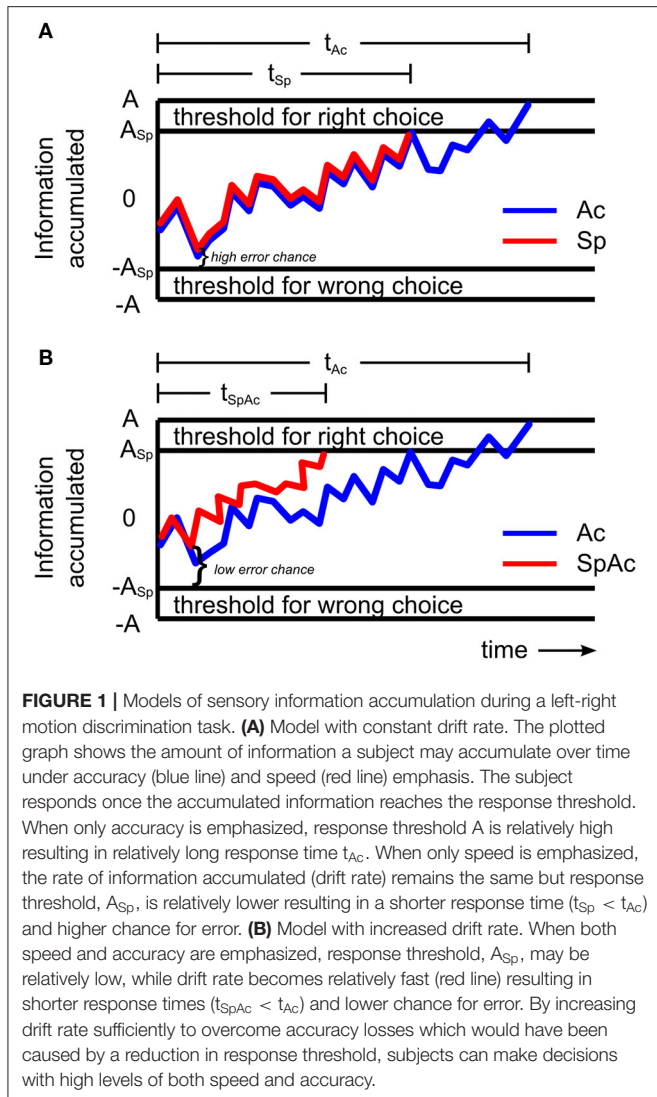 A
t_Ac
t_Sp
A
threshold for right choice
A_Sp
Information accumulated
0
Ac
Sp
high error chance
-A_Sp
threshold for wrong choice
-A
B
t_Ac
t_SpAc
A
threshold for right choice
A_Sp
Information accumulated
0
Ac
SpAc
low error chance
-A_Sp
threshold for wrong choice
-A
time
FIGURE 1 | Models of sensory information accumulation during a left-right
motion discrimination task. (A) Model with constant drift rate. The plotted
graph shows the amount of information a subject may accumulate over time
under accuracy (blue line) and speed (red line) emphasis. The subject
responds once the accumulated information reaches the response threshold.
When only accuracy is emphasized, response threshold A is relatively high
resulting in relatively long response time t_Ac. When only speed is emphasized,
the rate of information accumulated (drift rate) remains the same but response
threshold, A_Sp, is relatively lower resulting in a shorter response time (t_Sp < t_Ac)
and higher chance for error. (B) Model with increased drift rate. When both
speed and accuracy are emphasized, response threshold, A_Sp, may be
relatively low, while drift rate becomes relatively fast (red line) resulting in
shorter response times (t_SpAc < t_Ac) and lower chance for error. By increasing
drift rate sufficiently to overcome accuracy losses which would have been
caused by a reduction in response threshold, subjects can make decisions
with high levels of both speed and accuracy.